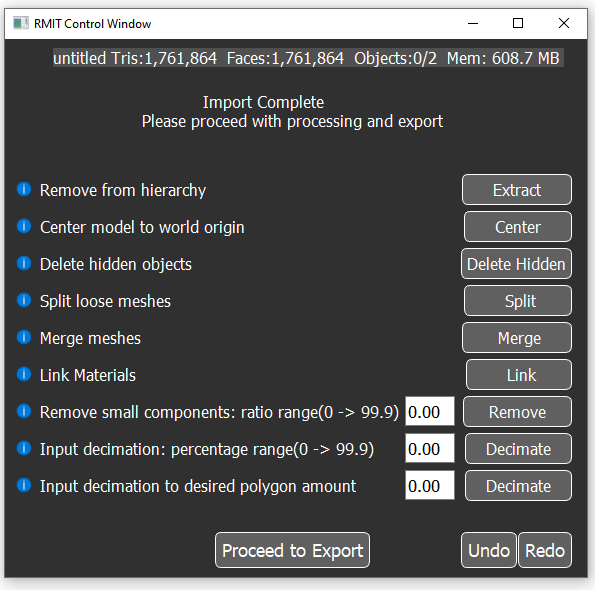 RMIT Control Window
untitled Tris:1,761,864 Faces:1,761,864 Objects:0/2 Mem: 608.7 MB
Import Complete
Please proceed with processing and export
Remove from hierarchy Extract
Center model to world origin Center
Delete hidden objects Delete Hidden
Split loose meshes Split
Merge meshes Merge
Link Materials Link
Remove small components: ratio range(0 -> 99.9) 0.00 Remove
Input decimation: percentage range(0 -> 99.9) 0.00 Decimate
Input decimation to desired polygon amount 0.00 Decimate
Proceed to Export Undo Redo